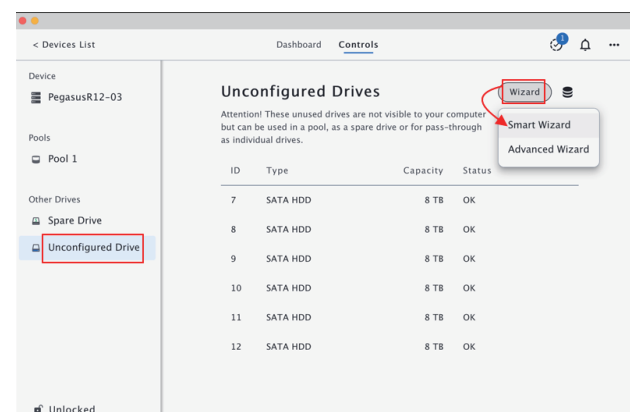 < Devices List
Dashboard Controls
1
Device
PegasusR12-03
Pools
Pool 1
Other Drives
Spare Drive
Unconfigured Drive
Unlocked
Unconfigured Drives
Wizard
Attention! These unused drives are not visible to your computer
but can be used in a pool, as a spare drive or for pass-through
as individual drives.
Smart Wizard
Advanced Wizard
ID Type Capacity Status
7 SATA HDD 8 TB OK
8 SATA HDD 8 TB OK
9 SATA HDD 8 TB OK
10 SATA HDD 8 TB OK
11 SATA HDD 8 TB OK
12 SATA HDD 8 TB OK